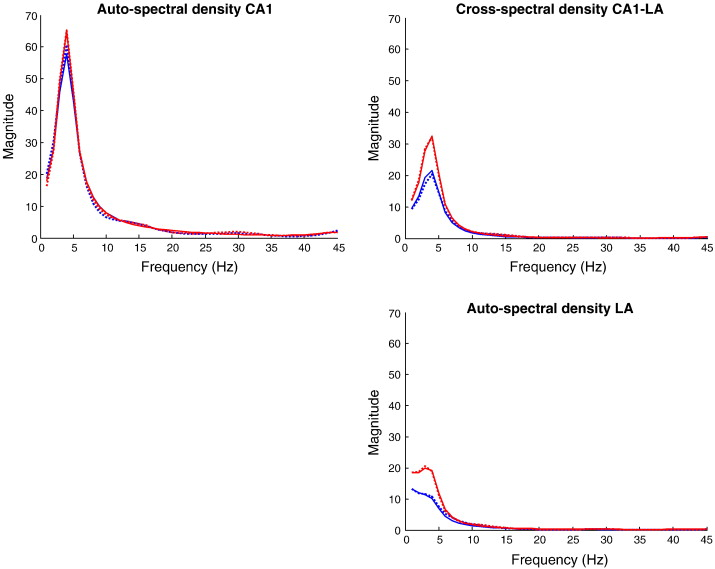 Auto-spectral density CA1
Magnitude
70
60
50
40
30
20
10
0
0 5 10 15 20 25 30 35 40 45
Frequency (Hz)
Cross-spectral density CA1-LA
Magnitude
70
60
50
40
30
20
10
0
0 5 10 15 20 25 30 35 40 45
Frequency (Hz)
Auto-spectral density LA
Magnitude
70
60
50
40
30
20
10
0
0 5 10 15 20 25 30 35 40 45
Frequency (Hz)